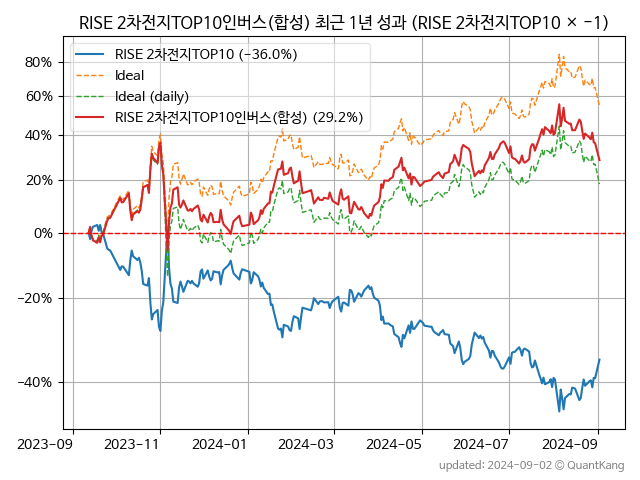 RISE 2차전지TOP10인버스(합성) 최근 1년 성과 (RISE 2차전지TOP10 × −1)
RISE 2차전지TOP10 (−36.0%)
Ideal
Ideal (daily)
RISE 2차전지TOP10인버스(합성) (29.2%)
80%
60%
40%
20%
0%
−20%
−40%
2023-09
2023-11
2024-01
2024-03
2024-05
2024-07
2024-09
updated: 2024-09-02 © QuantKang